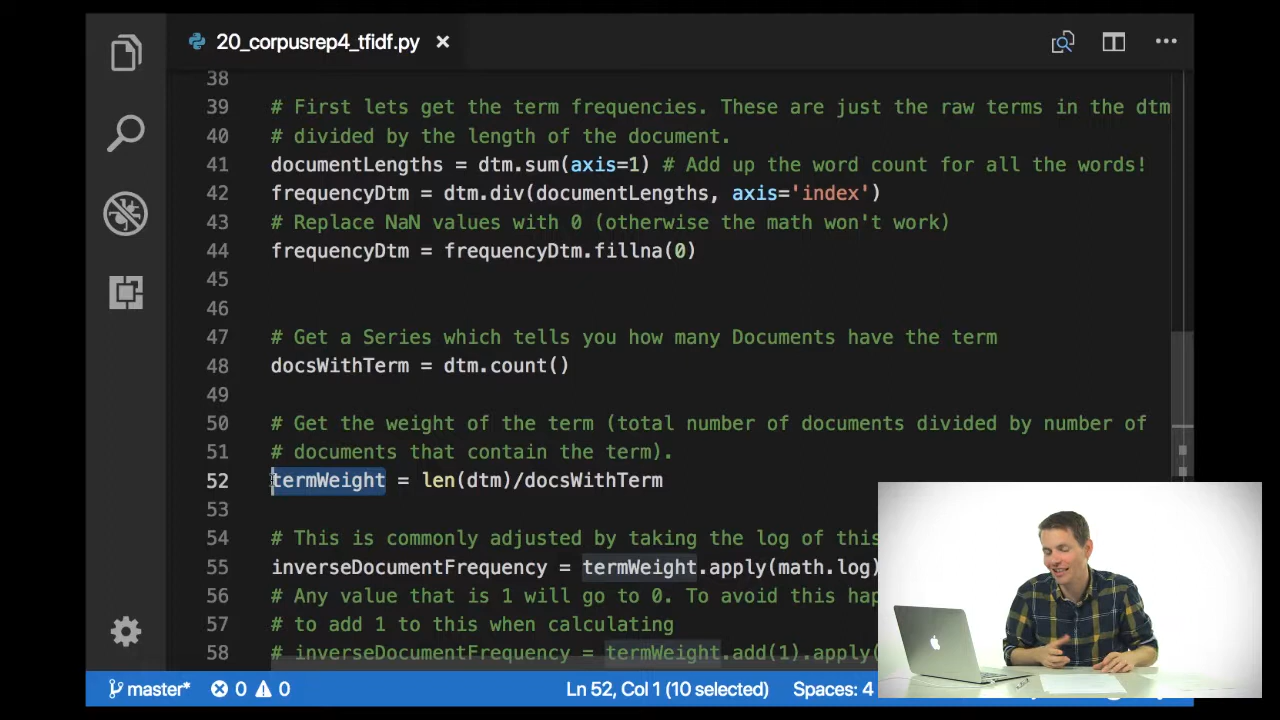 20_corpusrep4_tfidf.py
38
39 # First lets get the term frequencies. These are just the raw terms in the dtm
40 # divided by the length of the document.
41 documentLengths = dtm.sum(axis=1) # Add up the word count for all the words!
42 frequencyDtm = dtm.div(documentLengths, axis='index')
43 # Replace NaN values with 0 (otherwise the math won't work)
44 frequencyDtm = frequencyDtm.fillna(0)
45
46
47 # Get a Series which tells you how many Documents have the term
48 docsWithTerm = dtm.count()
49
50 # Get the weight of the term (total number of documents divided by number of
51 # documents that contain the term).
52 termWeight = len(dtm)/docsWithTerm
53
54 # This is commonly adjusted by taking the log of this
55 inverseDocumentFrequency = termWeight.apply(math.log)
56 # Any value that is 1 will go to 0. To avoid this hap
57 # to add 1 to this when calculating
58 # inverseDocumentFrequency = termWeight.add(1).apply(
master* 0 0 Ln 52, Col 1 (10 selected) Spaces: 4